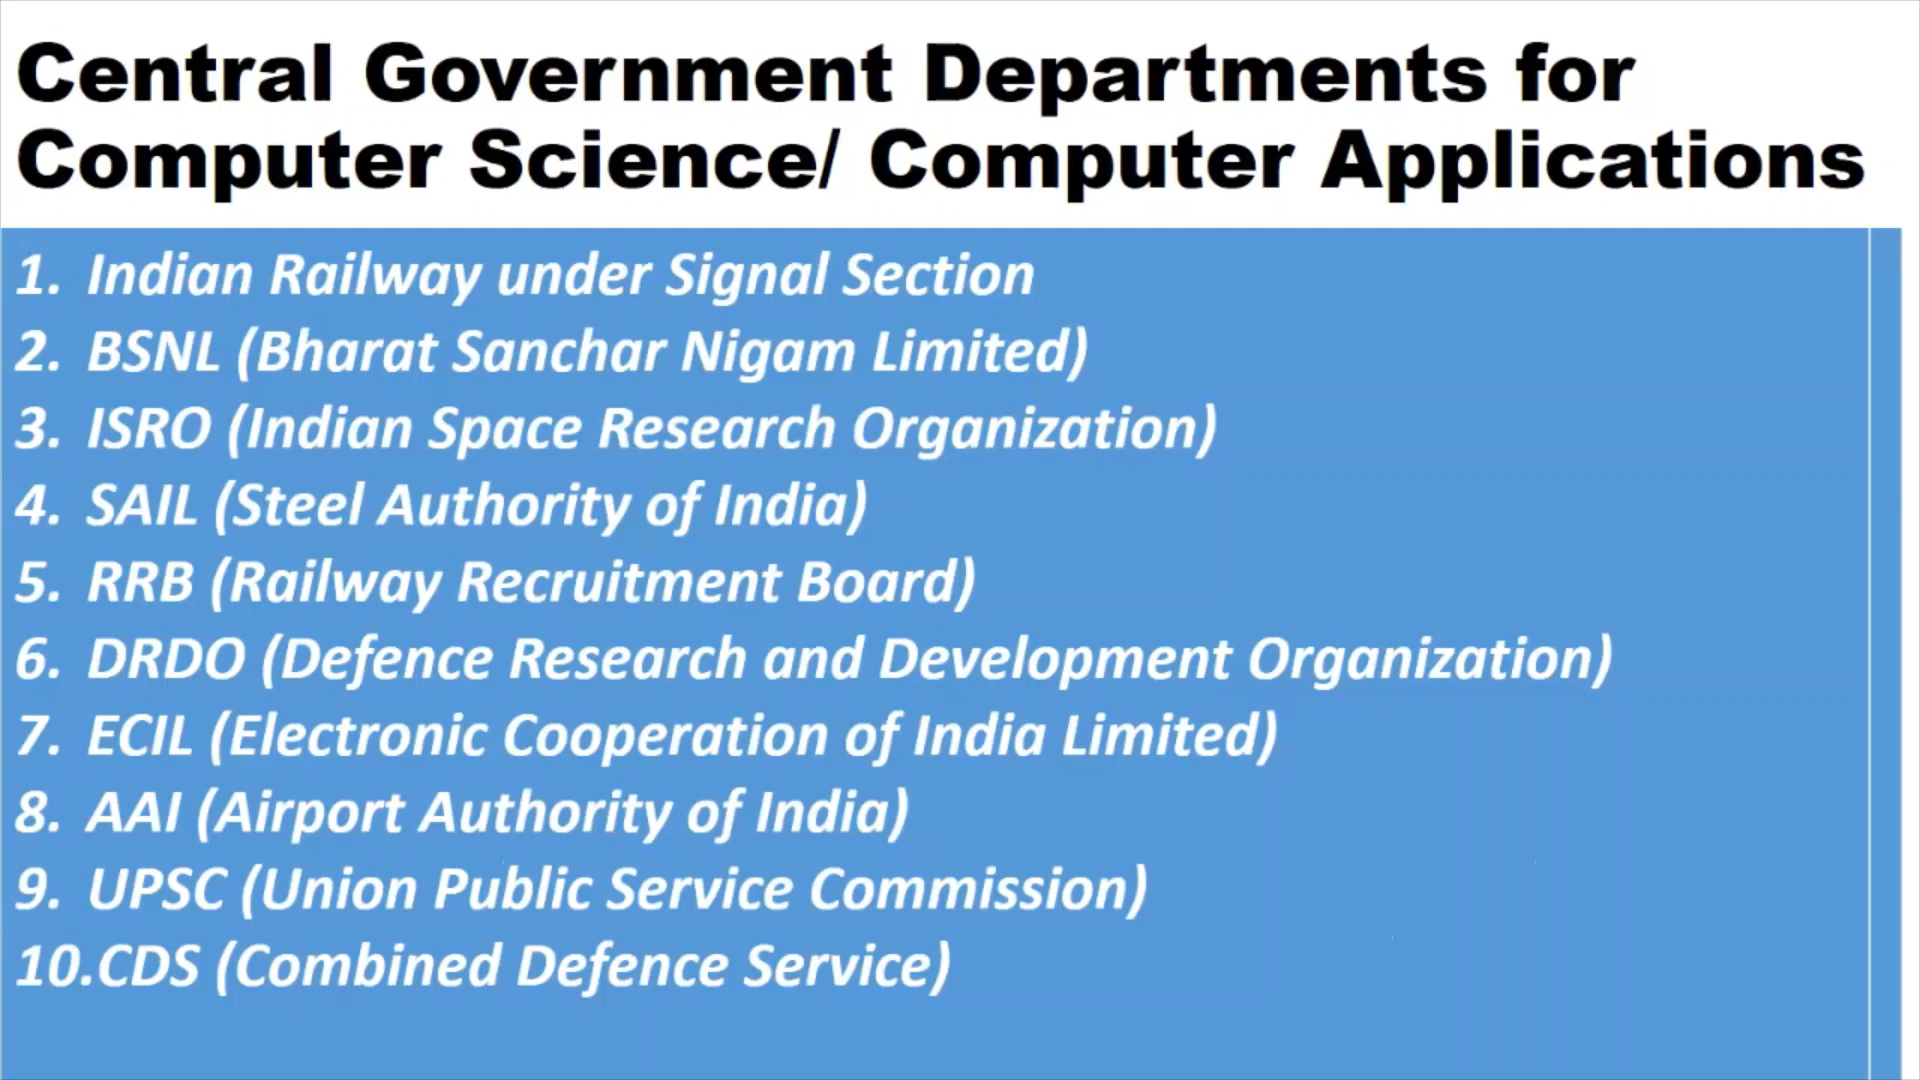 Central Government Departments for
Computer Science/ Computer Applications
1. Indian Railway under Signal Section
2. BSNL (Bharat Sanchar Nigam Limited)
3. ISRO (Indian Space Research Organization)
4. SAIL (Steel Authority of India)
5. RRB (Railway Recruitment Board)
6. DRDO (Defence Research and Development Organization)
7. ECIL (Electronic Cooperation of India Limited)
8. AAI (Airport Authority of India)
9. UPSC (Union Public Service Commission)
10.CDS (Combined Defence Service)